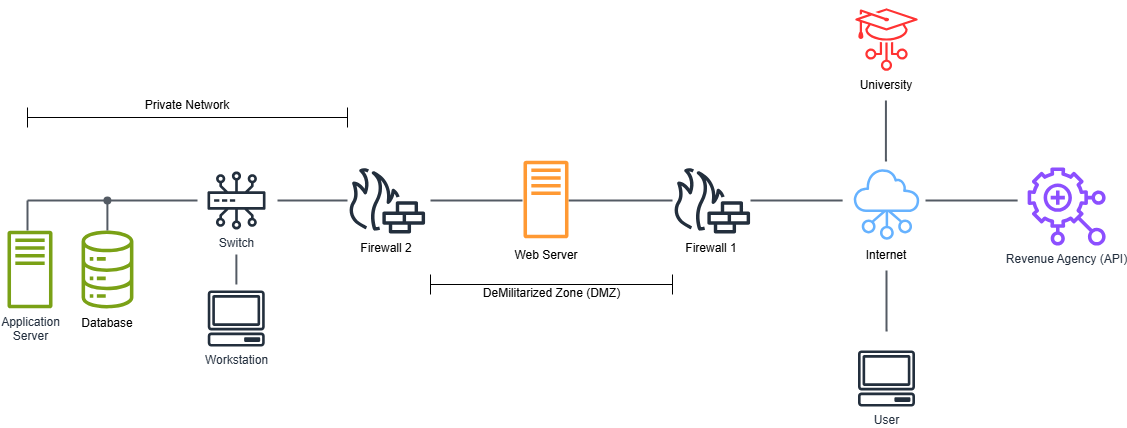 University
Private Network
Switch
Firewall 2
Web Server
Firewall 1
Internet
Revenue Agency (API)
DeMilitarized Zone (DMZ)
Application
Server
Database
Workstation
User